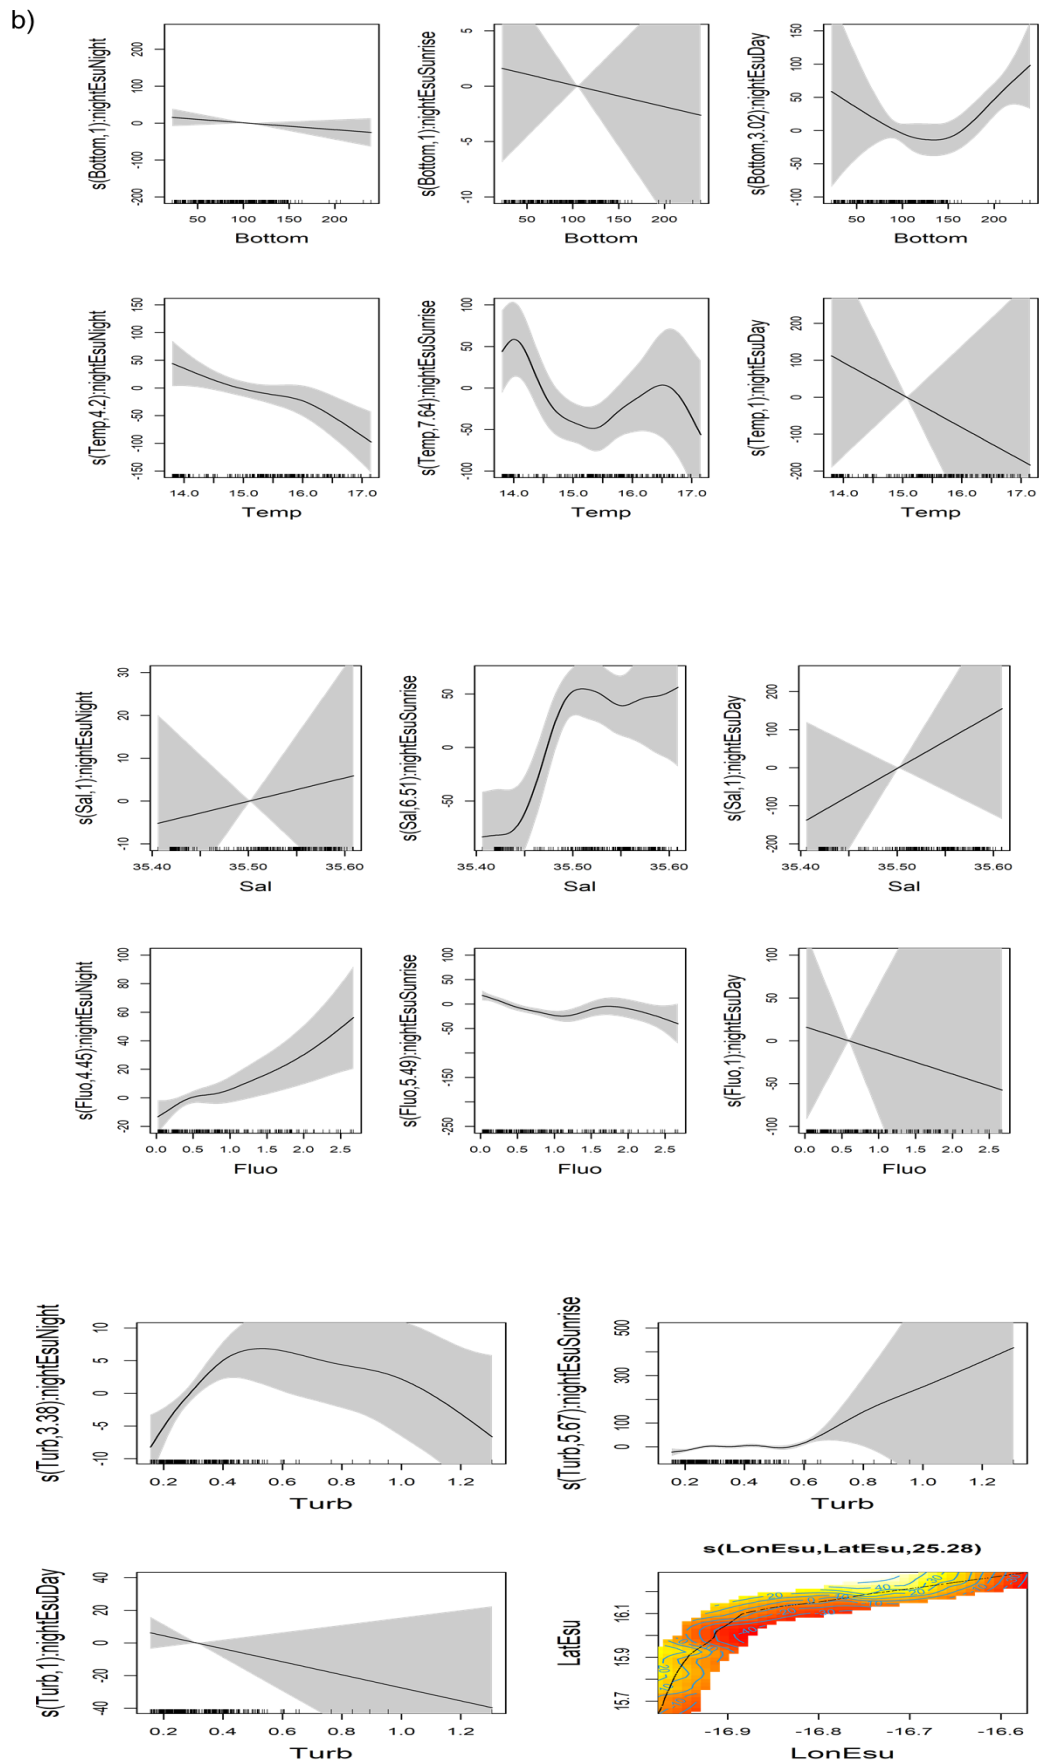 b)
s(Bottom,1):nightEsuNight
200
100
0
-100
-200
50 100 150 200
Bottom
s(Bottom,1):nightEsuSunrise
5
0
-5
-10
50 100 150 200
Bottom
s(Bottom,3.02):nightEsuDay
150
100
50
0
-50
-100
50 100 150 200
Bottom
s(Temp,4.2):nightEsuNight
150
100
50
0
-50
-100
-150
14.0 15.0 16.0 17.0
Temp
s(Temp,7.64):nightEsuSunrise
100
50
0
-50
-100
14.0 15.0 16.0 17.0
Temp
s(Temp,1):nightEsuDay
200
100
0
-100
-200
14.0 15.0 16.0 17.0
Temp
s(Sal,1):nightEsuNight
30
20
10
0
-10
35.40 35.50 35.60
Sal
s(Sal,6.51):nightEsuSunrise
50
0
-50
35.40 35.50 35.60
Sal
s(Sal,1):nightEsuDay
200
100
0
-100
-200
35.40 35.50 35.60
Sal
s(Fluo,4.45):nightEsuNight
100
80
60
40
20
0
-20
0.0 0.5 1.0 1.5 2.0 2.5
Fluo
s(Fluo,5.49):nightEsuSunrise
100
50
0
-50
-150
-250
0.0 0.5 1.0 1.5 2.0 2.5
Fluo
s(Fluo,1):nightEsuDay
100
50
0
-50
-100
0.0 0.5 1.0 1.5 2.0 2.5
Fluo
s(Turb,3.38):nightEsuNight
10
5
0
-5
-10
0.2 0.4 0.6 0.8 1.0 1.2
Turb
s(Turb,5.67):nightEsuSunrise
500
300
100
0
0.2 0.4 0.6 0.8 1.0 1.2
Turb
s(Turb,1):nightEsuDay
40
20
0
-20
-40
0.2 0.4 0.6 0.8 1.0 1.2
Turb
s(LonEsu,LatEsu,25.28)
LatEsu
16.1
15.9
15.7
-16.9 -16.8 -16.7 -16.6
LonEsu